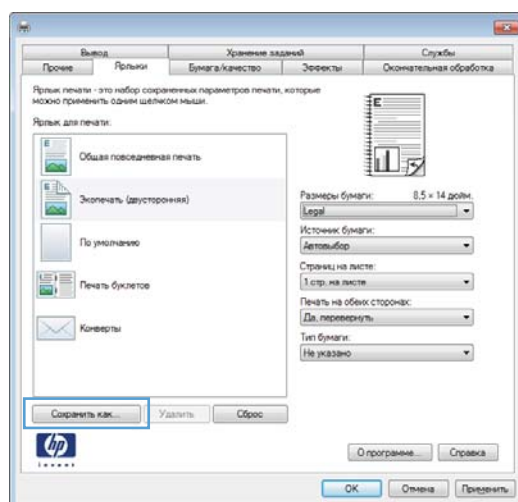 Вывод Хранение заданий Службы
Прочие Ярлыки Бумага/качество Эффекты Окончательная обработка
Ярлык печати - это набор сохраненных параметров печати, которые
можно применить одним щелчком мыши.
Ярлык для печати:
E
Общая повседневная печать
E
Экопечать (двусторонняя)
По умолчанию
Печать буклетов
Конверты
Сохранить как... Удалить Сброс
E
Размеры бумаги: 8,5 × 14 дюйм.
Legal
Источник бумаги:
Автовыбор
Страниц на листе:
1 стр. на листе
Печать на обеих сторонах:
Да, перевернуть
Тип бумаги:
Не указано
hp
invent
О программе... Справка
OK Отмена Применить